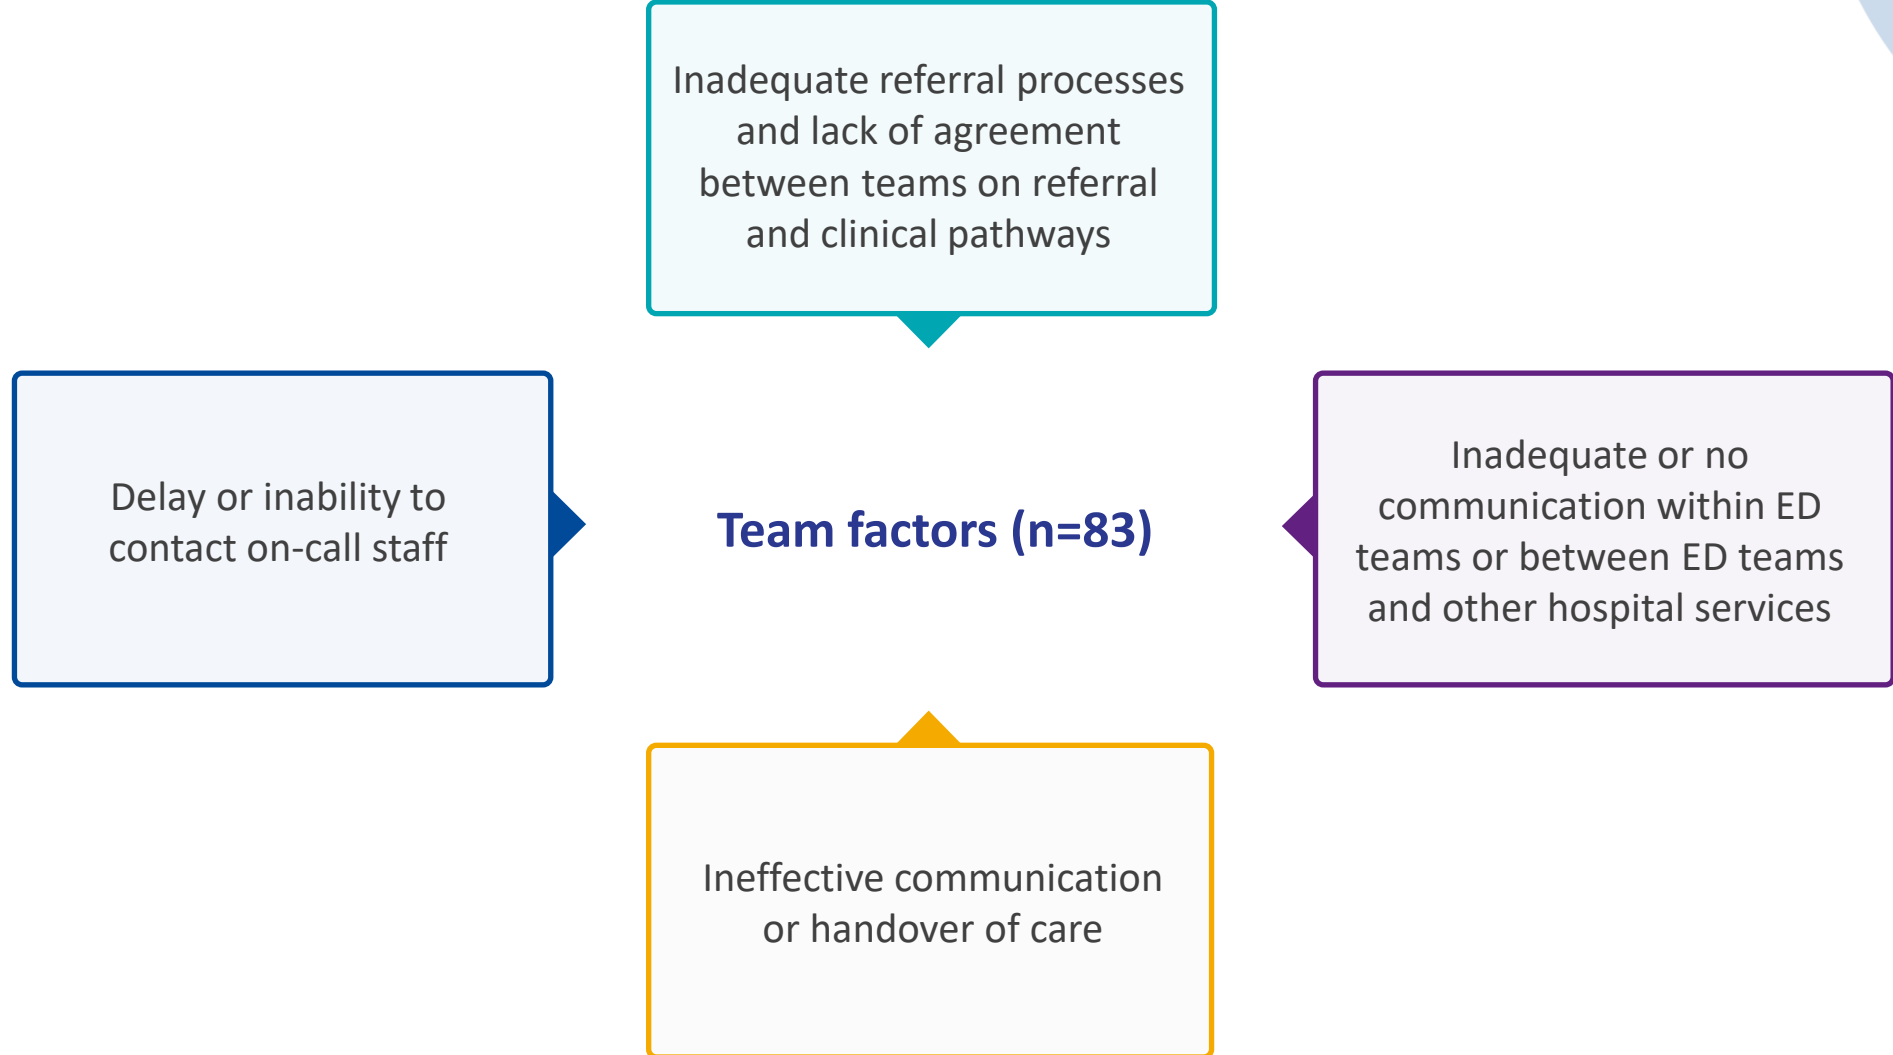 Inadequate referral processes
and lack of agreement
between teams on referral
and clinical pathways
Delay or inability to
contact on-call staff
Team factors (n=83)
Inadequate or no
communication within ED
teams or between ED teams
and other hospital services
Ineffective communication
or handover of care